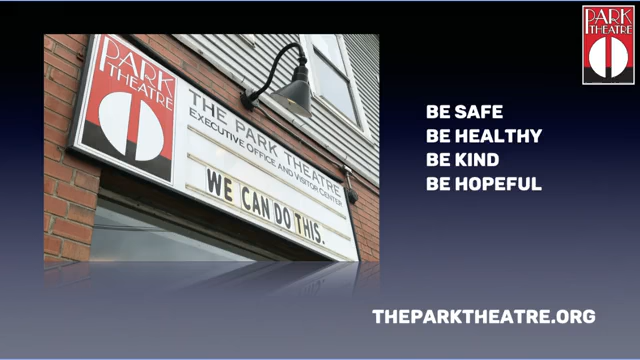 PARK
THEATRE
PARK
THEATRE
THE PARK THEATRE
EXECUTIVE OFFICE AND VISITOR CENTER
WE CAN DO THIS.
BE SAFE
BE HEALTHY
BE KIND
BE HOPEFUL
THEPARKTHEATRE.ORG